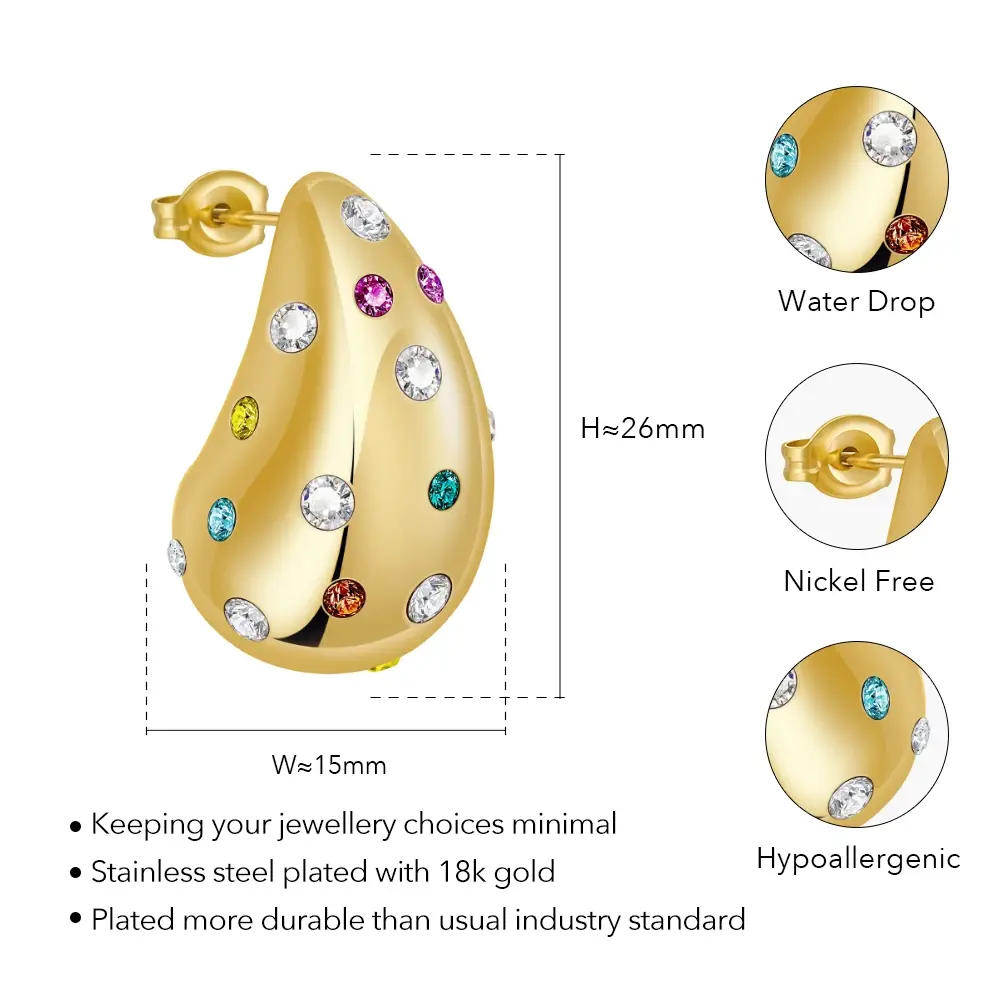 Water Drop
H≈26mm
Nickel Free
W≈15mm
• Keeping your jewellery choices minimal
Hypoallergenic
• Stainless steel plated with 18k gold
• Plated more durable than usual industry standard